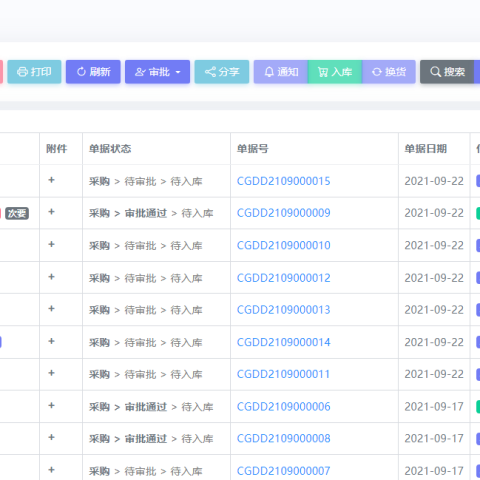 打印 刷新 审批 分享 通知 入库 换货 搜索
附件 单据状态 单据号 单据日期
+ 采购 > 待审批 > 待入库 CGDD2109000015 2021-09-22
次要 + 采购 > 审批通过 > 待入库 CGDD2109000009 2021-09-22
+ 采购 > 待审批 > 待入库 CGDD2109000010 2021-09-22
+ 采购 > 待审批 > 待入库 CGDD2109000012 2021-09-22
+ 采购 > 待审批 > 待入库 CGDD2109000013 2021-09-22
+ 采购 > 待审批 > 待入库 CGDD2109000014 2021-09-22
+ 采购 > 待审批 > 待入库 CGDD2109000011 2021-09-22
+ 采购 > 审批通过 > 待入库 CGDD2109000006 2021-09-17
+ 采购 > 审批通过 > 待入库 CGDD2109000008 2021-09-17
+ 采购 > 待审批 > 待入库 CGDD2109000007 2021-09-17